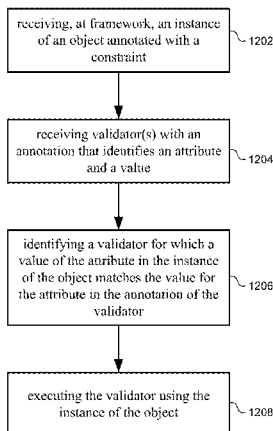 receiving, at framework, an instance
of an object annotated with a
constraint
1202
receiving validator(s) with an
annotation that identifies an attribute
and a value
1204
identifying a validator for which a
value of the attribute in the instance
of the object matches the value for
the attribute in the annotation of the
validator
1206
executing the validator using the
instance of the object
1208